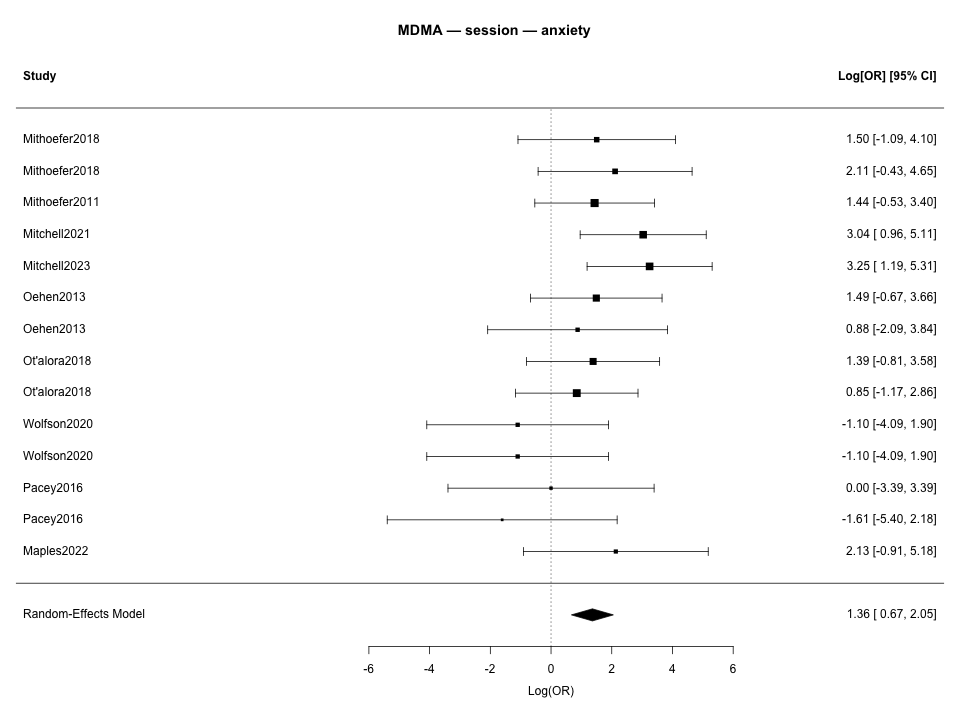 MDMA — session — anxiety
Study Log[OR] [95% CI]
Mithoefer2018 1.50 [-1.09, 4.10]
Mithoefer2018 2.11 [-0.43, 4.65]
Mithoefer2011 1.44 [-0.53, 3.40]
Mitchell2021 3.04 [ 0.96, 5.11]
Mitchell2023 3.25 [ 1.19, 5.31]
Oehen2013 1.49 [-0.67, 3.66]
Oehen2013 0.88 [-2.09, 3.84]
Ot'alora2018 1.39 [-0.81, 3.58]
Ot'alora2018 0.85 [-1.17, 2.86]
Wolfson2020 -1.10 [-4.09, 1.90]
Wolfson2020 -1.10 [-4.09, 1.90]
Pacey2016 0.00 [-3.39, 3.39]
Pacey2016 -1.61 [-5.40, 2.18]
Maples2022 2.13 [-0.91, 5.18]
Random-Effects Model 1.36 [ 0.67, 2.05]
-6 -4 -2 0 2 4 6
Log(OR)